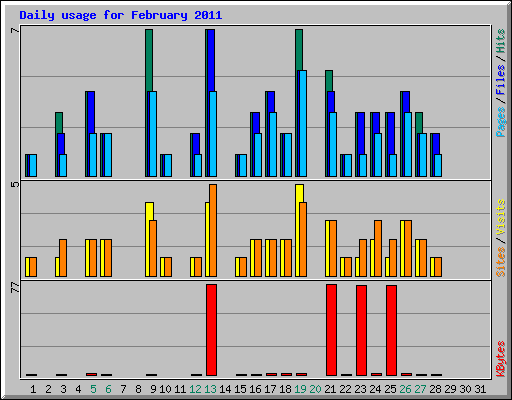 Daily usage for February 2011
7
Pages / Files / Hits
5
Sites / Visits
77
KBytes
1 2 3 4 5 6 7 8 9 10 11 12 13 14 15 16 17 18 19 20 21 22 23 24 25 26 27 28 29 30 31